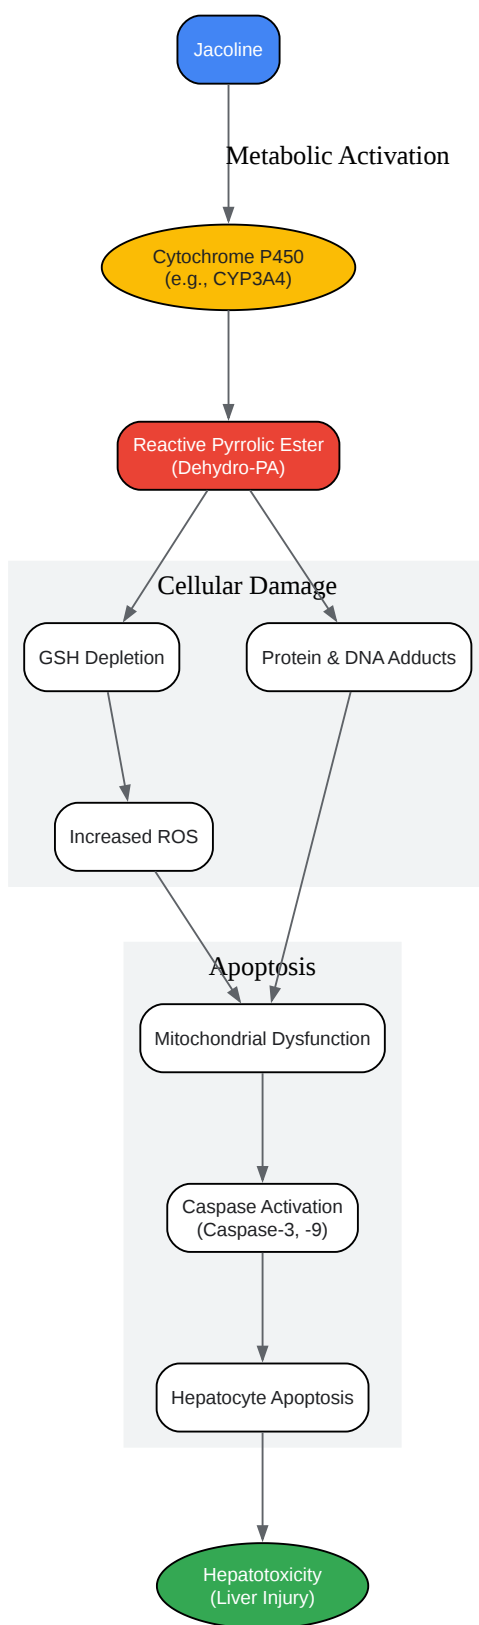 Jacoline
Metabolic Activation
Cytochrome P450
(e.g., CYP3A4)
Reactive Pyrrolic Ester
(Dehydro-PA)
Cellular Damage
GSH Depletion
Protein & DNA Adducts
Increased ROS
Apoptosis
Mitochondrial Dysfunction
Caspase Activation
(Caspase-3, -9)
Hepatocyte Apoptosis
Hepatotoxicity
(Liver Injury)